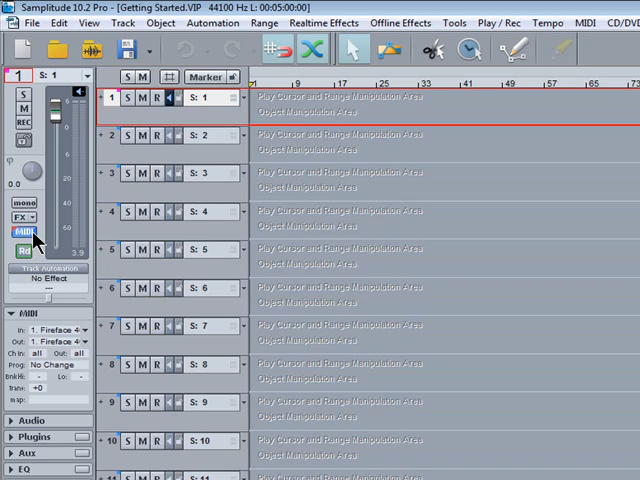 Samplitude 10.2 Pro - [Getting Started.VIP   44100 Hz L: 00:05:00:00]
File Edit View Track Object Automation Range Realtime Effects Offline Effects Tools Play / Rec Tempo MIDI CD/DV
1 S: 1 S M Marker
1 9 17 25 33 41 49 57 65 73
S
M
REC
6
0
6
12
20
30
40
60
0.0
mono
FX
MIDI
Rd
3.9
Track Automation
No Effect
---
MIDI
In: 1. Fireface 4
Out: 1. Fireface 4
Ch In: all Out: all
Prog: No Change
BnkHi: - Lo: -
Trans: +0
map:
Audio
Plugins
Aux
EQ
1 S M R S: 1 Play Cursor and Range Manipulation Area
Object Manipulation Area
2 S M R S: 2 Play Cursor and Range Manipulation Area
Object Manipulation Area
3 S M R S: 3 Play Cursor and Range Manipulation Area
Object Manipulation Area
4 S M R S: 4 Play Cursor and Range Manipulation Area
Object Manipulation Area
5 S M R S: 5 Play Cursor and Range Manipulation Area
Object Manipulation Area
6 S M R S: 6 Play Cursor and Range Manipulation Area
Object Manipulation Area
7 S M R S: 7 Play Cursor and Range Manipulation Area
Object Manipulation Area
8 S M R S: 8 Play Cursor and Range Manipulation Area
Object Manipulation Area
9 S M R S: 9 Play Cursor and Range Manipulation Area
Object Manipulation Area
10 S M R S: 10 Play Cursor and Range Manipulation Area
Object Manipulation Area